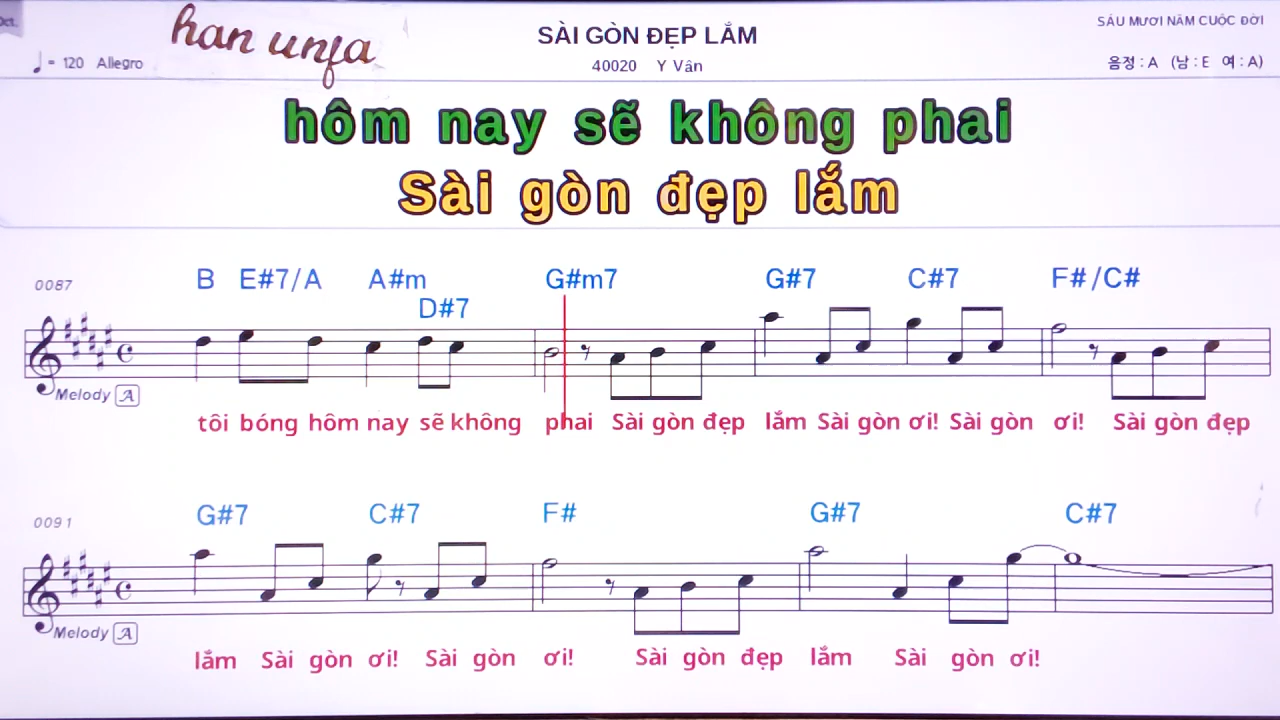 Oct.
han unfa
SÀI GÒN ĐẸP LẮM
SÁU MƯƠI NĂM CUỘC ĐỜI
♩ = 120 Allegro
40020 Y Vân
음정 : A (남 : E 여 : A)
hôm nay sẽ không phai
Sài gòn đẹp lắm
0087
B E#7/A A#m D#7 G#m7 G#7 C#7 F#/C#
Melody A
tôi bóng hôm nay sẽ không phai Sài gòn đẹp lắm Sài gòn ơi! Sài gòn ơi! Sài gòn đẹp
0091
G#7 C#7 F# G#7 C#7
Melody A
lắm Sài gòn ơi! Sài gòn ơi! Sài gòn đẹp lắm Sài gòn ơi!